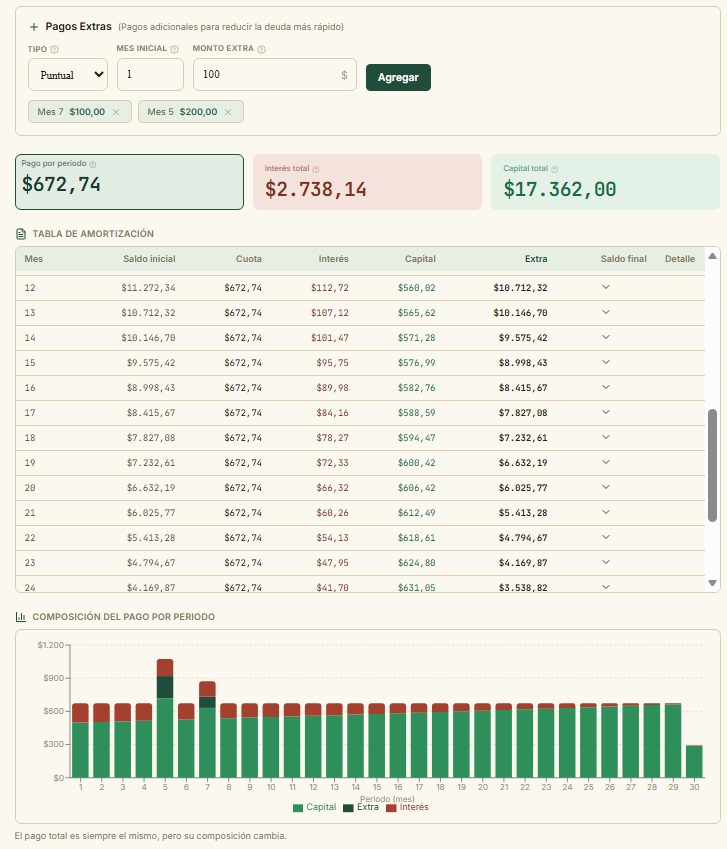 + Pagos Extras (Pagos adicionales para reducir la deuda más rápido)
TIPO ? MES INICIAL ? MONTO EXTRA ?
Puntual 1 100 $ Agregar
Mes 7 $100,00 × Mes 5 $200,00 ×
Pago por periodo ? Interés total ? Capital total ?
$672,74 $2.738,14 $17.362,00
TABLA DE AMORTIZACIÓN
Mes Saldo inicial Cuota Interés Capital Extra Saldo final Detalle
12 $11.272,34 $672,74 $112,72 $560,02 $10.712,32
13 $10.712,32 $672,74 $107,12 $565,62 $10.146,70
14 $10.146,70 $672,74 $101,47 $571,28 $9.575,42
15 $9.575,42 $672,74 $95,75 $576,99 $8.998,43
16 $8.998,43 $672,74 $89,98 $582,76 $8.415,67
17 $8.415,67 $672,74 $84,16 $588,59 $7.827,08
18 $7.827,08 $672,74 $78,27 $594,47 $7.232,61
19 $7.232,61 $672,74 $72,33 $600,42 $6.632,19
20 $6.632,19 $672,74 $66,32 $606,42 $6.025,77
21 $6.025,77 $672,74 $60,26 $612,49 $5.413,28
22 $5.413,28 $672,74 $54,13 $618,61 $4.794,67
23 $4.794,67 $672,74 $47,95 $624,80 $4.169,87
24 $4.169,87 $672,74 $41,70 $631,05 $3.538,82
COMPOSICIÓN DEL PAGO POR PERIODO
$1.200
$900
$600
$300
$0
1 2 3 4 5 6 7 8 9 10 11 12 13 14 15 16 17 18 19 20 21 22 23 24 25 26 27 28 29 30
Período (mes)
Capital Extra Interés
El pago total es siempre el mismo, pero su composición cambia.